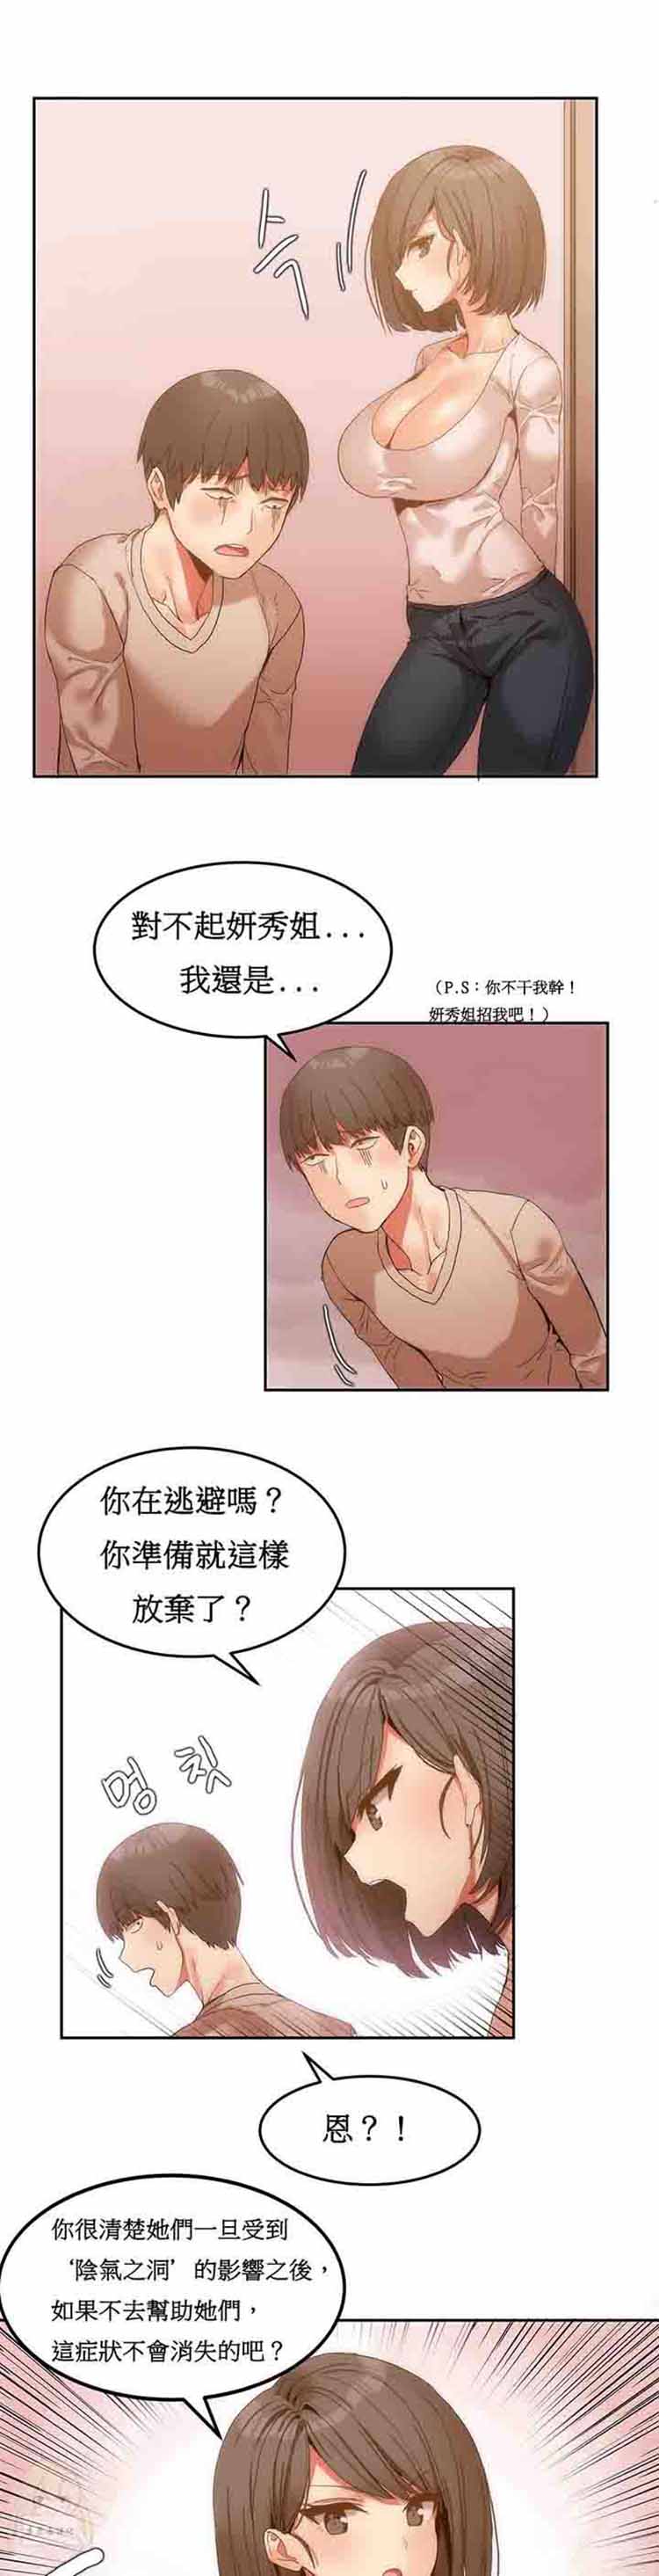 스윽
對不起妍秀姐...
我還是...
（P.S：你不干我幹！
妍秀姐招我吧！）
你在逃避嗎？
你準備就這樣
放棄了？
멍칫
恩？！
你很清楚她們一旦受到
‘陰氣之洞’的影響之後，
如果不去幫助她們，
這症狀不會消失的吧？